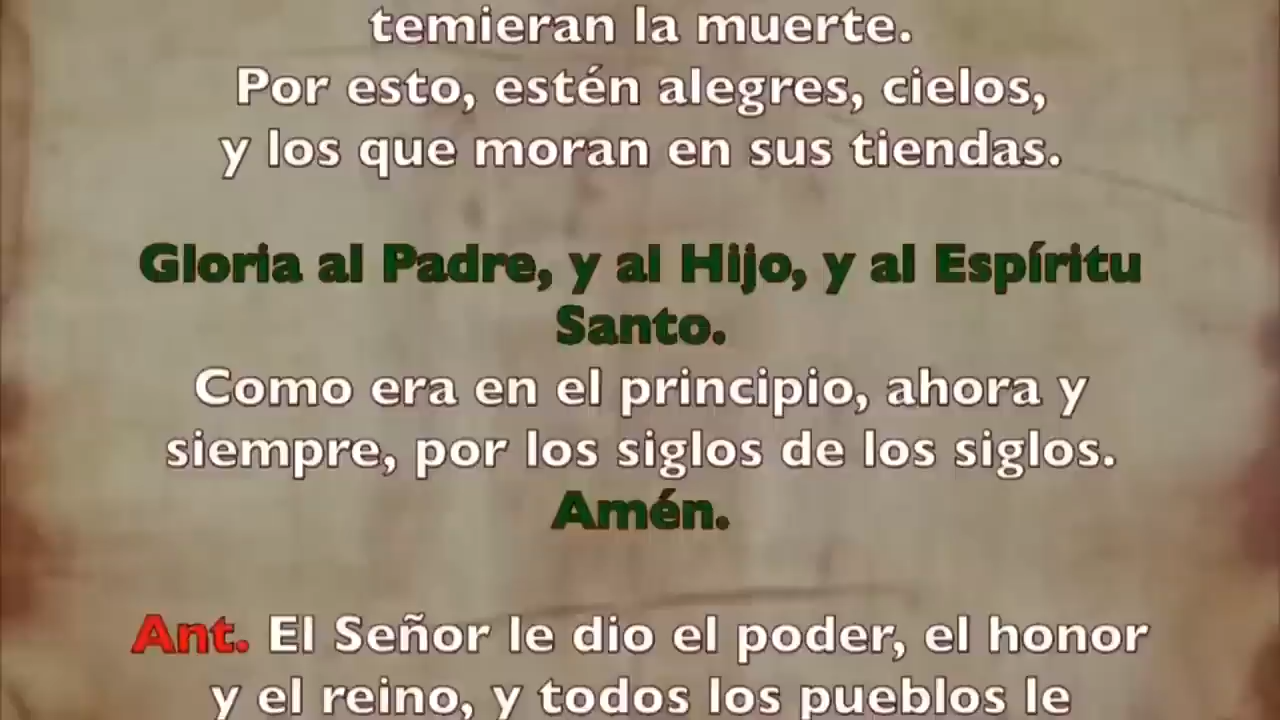 temieran la muerte.
Por esto, estén alegres, cielos,
y los que moran en sus tiendas.
Gloria al Padre, y al Hijo, y al Espíritu
Santo.
Como era en el principio, ahora y
siempre, por los siglos de los siglos.
Amén.
Ant. El Señor le dio el poder, el honor
y el reino, y todos los pueblos le